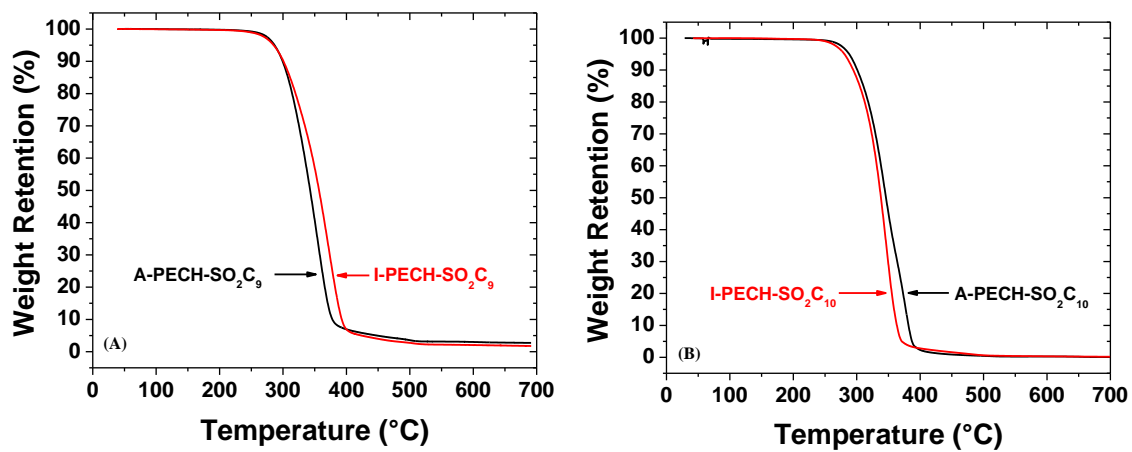 Weight Retention (%)
100
90
80
70
60
50
40
30
20
10
0
A-PECH-SO₂C₉
I-PECH-SO₂C₉
(A)
0 100 200 300 400 500 600 700
Temperature (°C)
Weight Retention (%)
100
90
80
70
60
50
40
30
20
10
0
I-PECH-SO₂C₁₀
A-PECH-SO₂C₁₀
(B)
0 100 200 300 400 500 600 700
Temperature (°C)